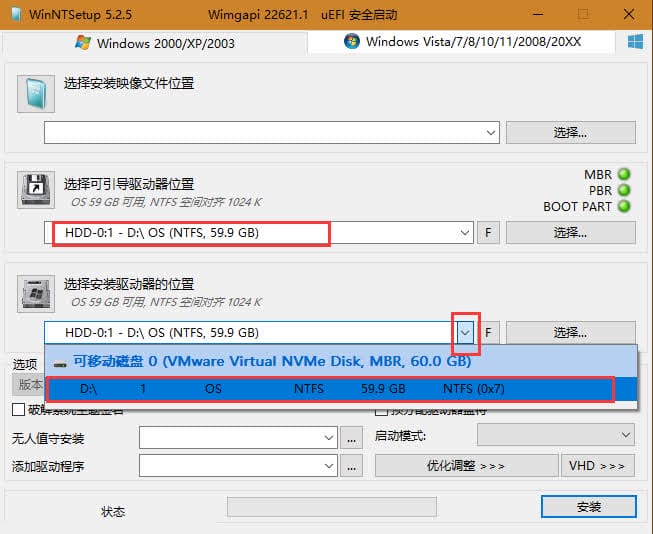 WinNTSetup 5.2.5 Wimgapi 22621.1 uEFI 安全启动
Windows 2000/XP/2003 Windows Vista/7/8/10/11/2008/20XX
选择安装映像文件位置
选择...
选择可引导驱动器位置
OS 59 GB 可用, NTFS 空间对齐 1024 K
MBR
PBR
BOOT PART
HDD-0:1 - D:\ OS (NTFS, 59.9 GB) F 选择...
选择安装驱动器的位置
OS 59 GB 可用, NTFS 空间对齐 1024 K
HDD-0:1 - D:\ OS (NTFS, 59.9 GB) F 选择...
选项
可移动磁盘 0 (VMware Virtual NVMe Disk, MBR, 60.0 GB)
版本
D:\ 1 OS NTFS 59.9 GB NTFS (0x7)
无人值守安装 ... 启动模式:
添加驱动程序 ... 优化调整 >>> VHD >>>
状态 安装